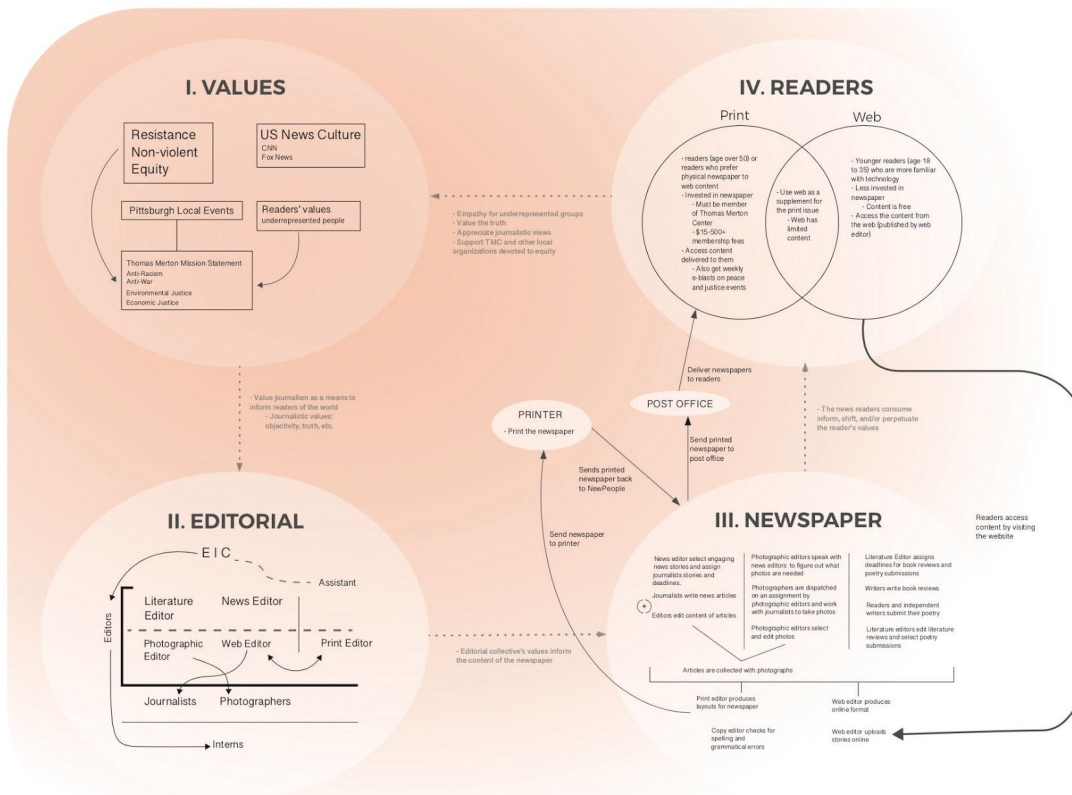 I. VALUES
Resistance
Non-violent
Equity
US News Culture
CNN
Fox News
Pittsburgh Local Events
Readers' values
underrepresented people
Thomas Merton Mission Statement
Anti-Racism
Anti-War
Environmental Justice
Economic Justice
- Empathy for underrepresented groups
- Value the truth
- Appreciate journalistic views
- Support TMC and other local
organizations devoted to equity
IV. READERS
Print
Web
- readers (age over 50) or
readers who prefer
physical newspaper to
web content
- Invested in newspaper
- Must be member
of Thomas Merton
Center
- $15-500+
membership fees
- Access content
delivered to them
- Also get weekly
e-blasts on peace
and justice events
- Use web as a
supplement for
the print issue
- Web has
limited
content
- Younger readers (age 18
to 35) who are more familiar
with technology
- Less invested in
newspaper
- Content is free
- Access the content from
the web (published by web
editor)
- Value journalism as a means to
inform readers of the world
- Journalistic values:
objectivity, truth, etc.
PRINTER
- Print the newspaper
Deliver newspapers
to readers
POST OFFICE
Send printed
newspaper to
post office
Sends printed
newspaper back
to NewPeople
Send newspaper
to printer
- The news readers consume
inform, shift, and/or perpetuate
the reader's values
Readers access
content by visiting
the website
II. EDITORIAL
EIC
Assistant
Editors
Literature
Editor
News Editor
Photographic
Editor
Web Editor
Print Editor
Journalists
Photographers
Interns
- Editorial collective's values inform
the content of the newspaper
III. NEWSPAPER
News editor select engaging
news stories and assign
journalists stories and
deadlines.
Journalists write news articles
+
Editors edit content of articles
Photographic editors speak with
news editors to figure out what
photos are needed
Photographers are dispatched
on an assignment by
photographic editors and work
with journalists to take photos
Photographic editors select
and edit photos
Literature Editor assigns
deadlines for book reviews and
poetry submissions
Writers write book reviews
Readers and independent
writers submit their poetry
Literature editors edit literature
reviews and select poetry
submissions
Articles are collected with photographs
Print editor produces
layouts for newspaper
Web editor produces
online format
Copy editor checks for
spelling and
grammatical errors
Web editor uploads
stories online